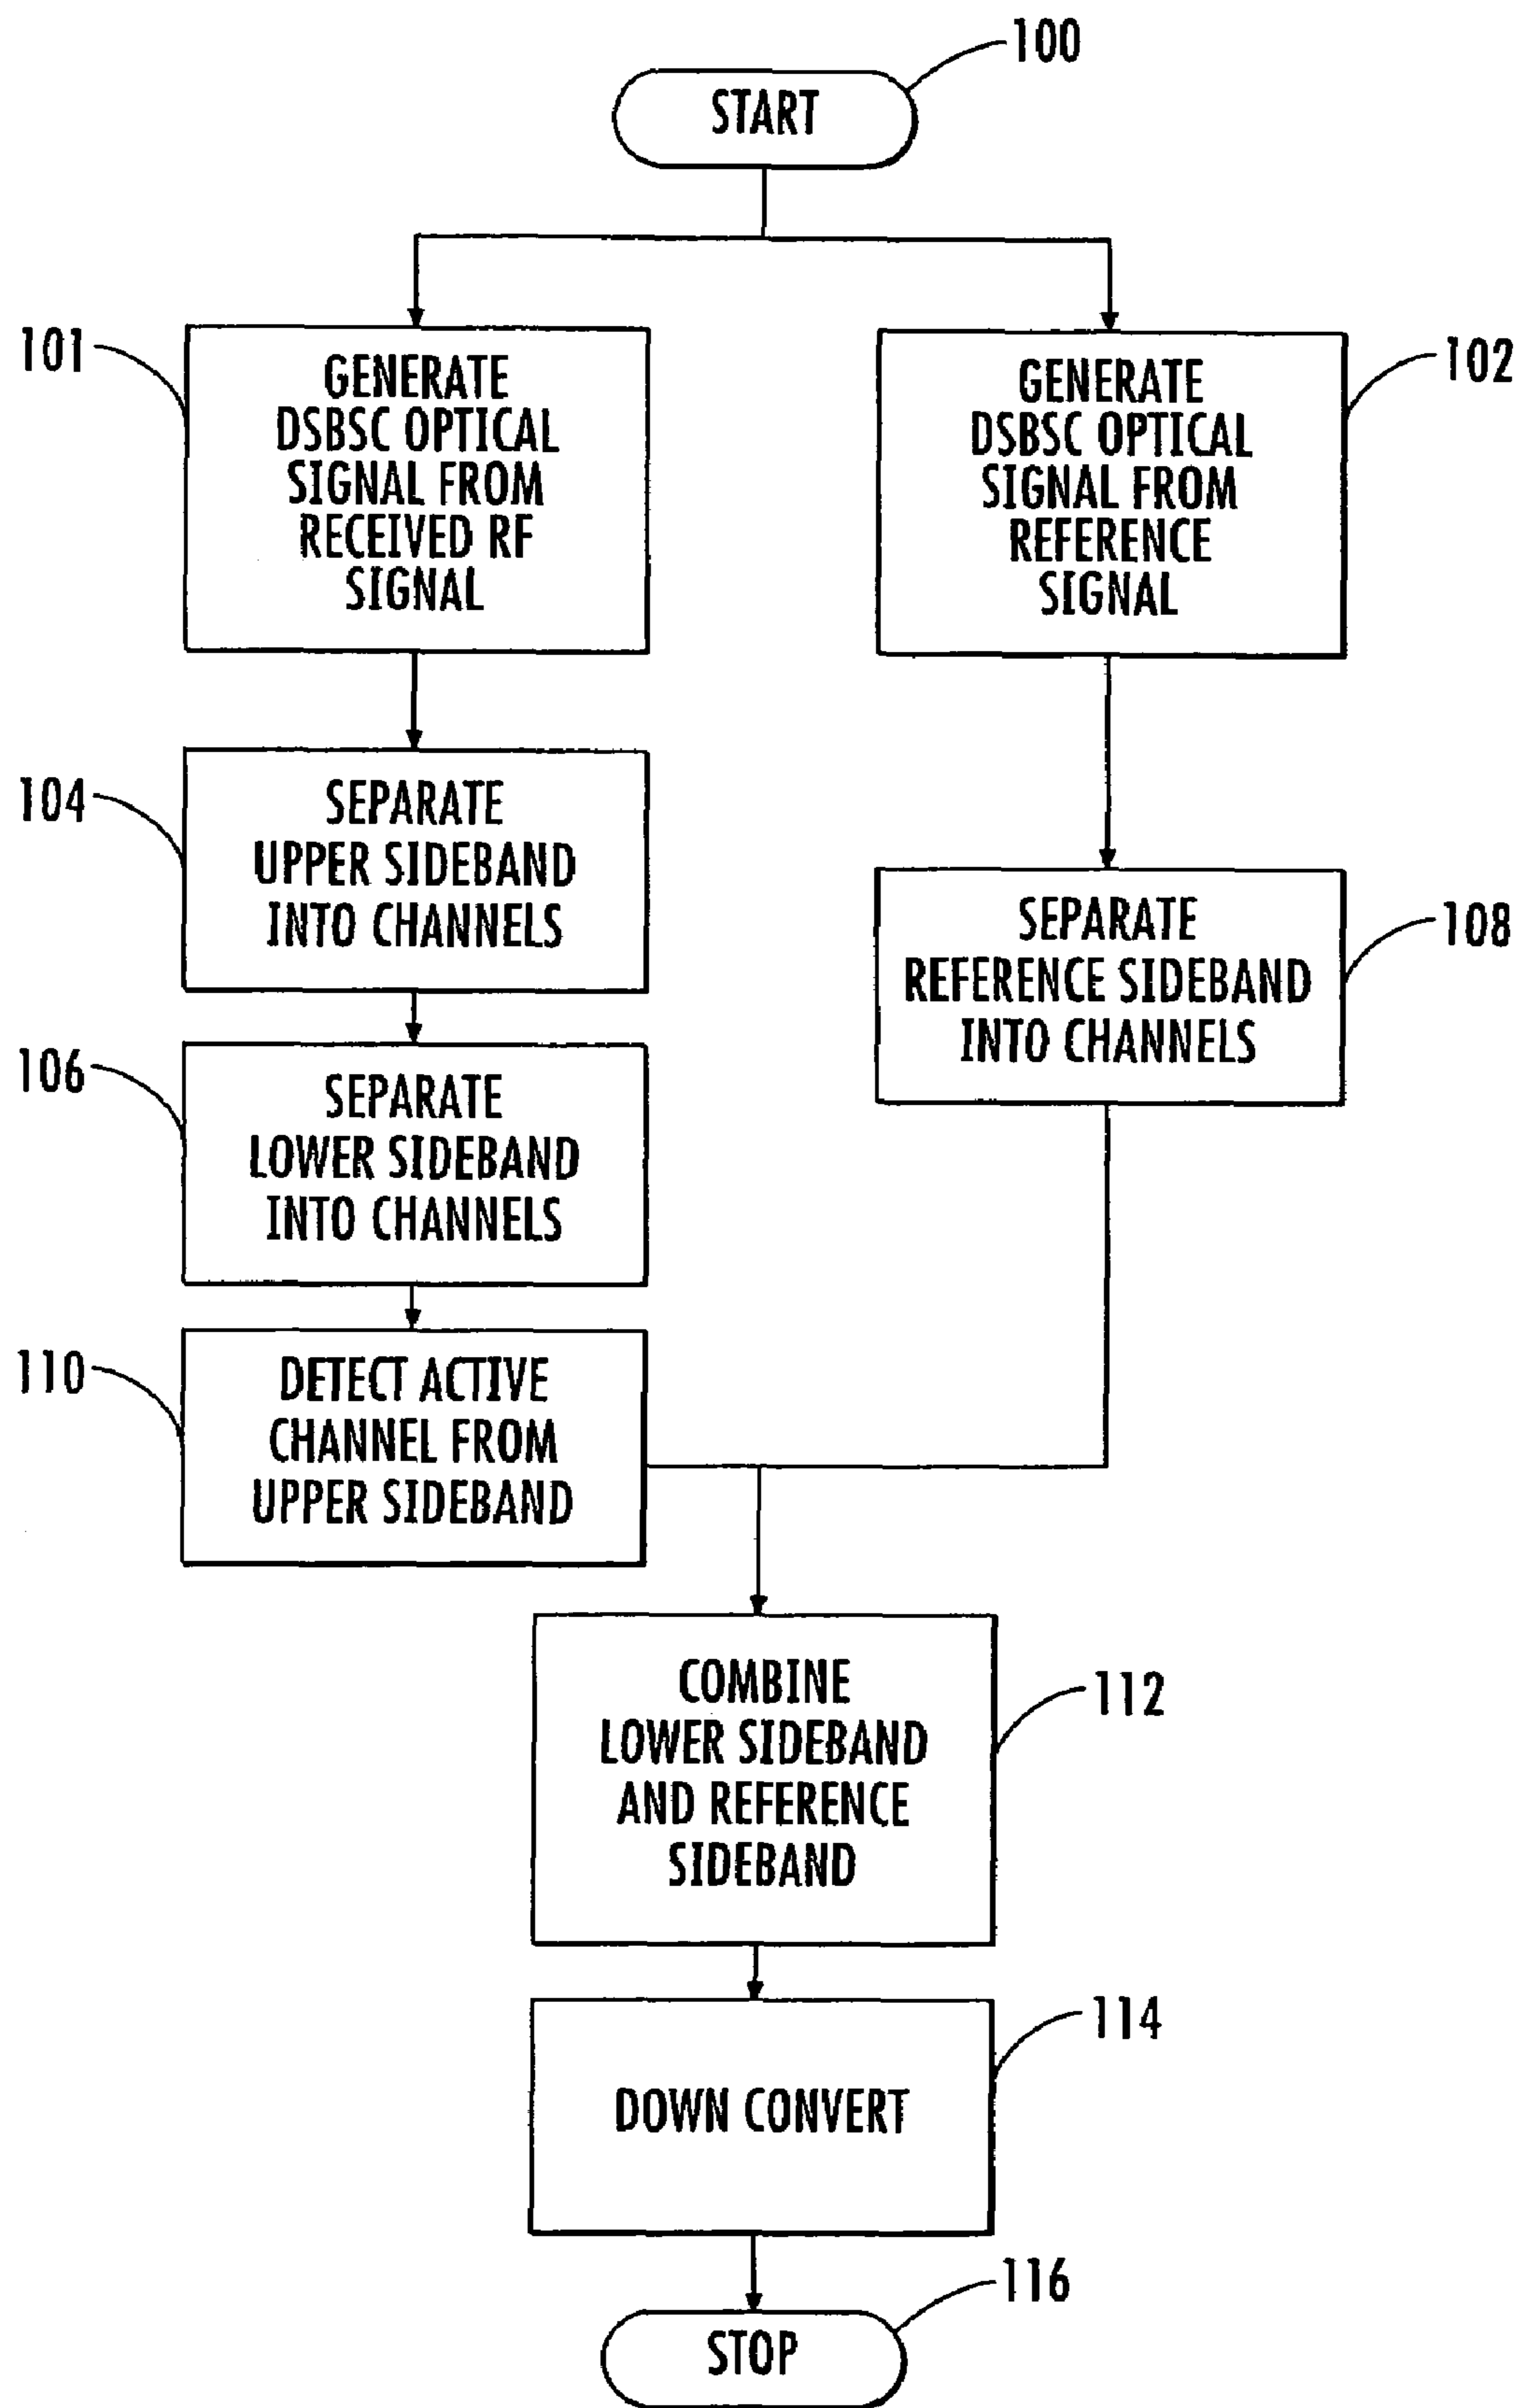 100
START
101
GENERATE
DSBSC OPTICAL
SIGNAL FROM
RECEIVED RF
SIGNAL
102
GENERATE
DSBSC OPTICAL
SIGNAL FROM
REFERENCE
SIGNAL
104
SEPARATE
UPPER SIDEBAND
INTO CHANNELS
108
SEPARATE
REFERENCE SIDEBAND
INTO CHANNELS
106
SEPARATE
LOWER SIDEBAND
INTO CHANNELS
110
DETECT ACTIVE
CHANNEL FROM
UPPER SIDEBAND
112
COMBINE
LOWER SIDEBAND
AND REFERENCE
SIDEBAND
114
DOWN CONVERT
116
STOP